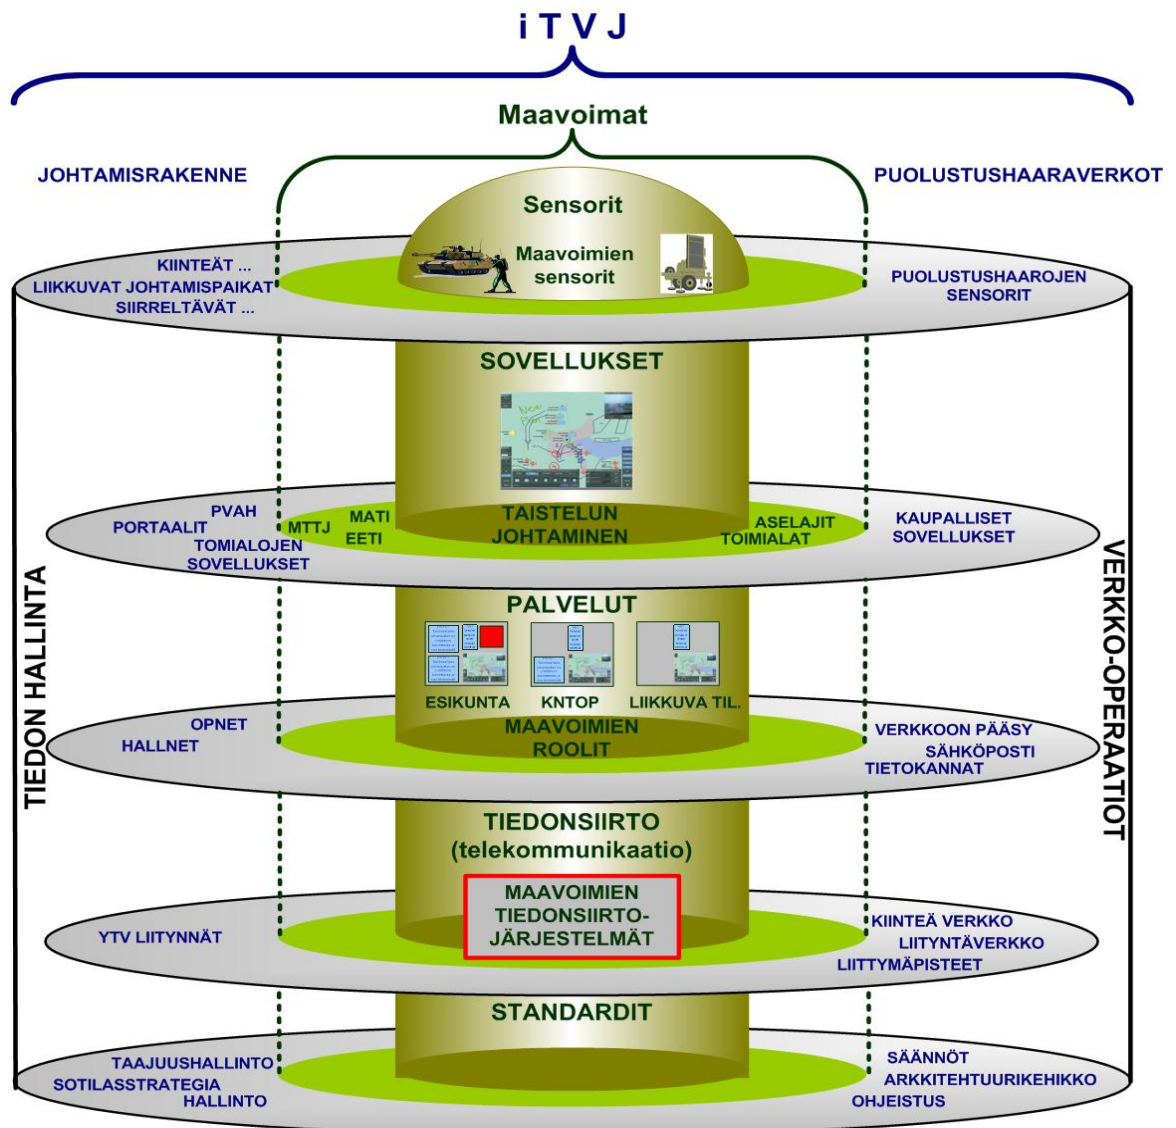 i T V J
Maavoimat
JOHTAMISRAKENNE
PUOLUSTUSHAARAVERKOT
Sensorit
Maavoimien
sensorit
KIINTEÄT ...
LIIKKUVAT JOHTAMISPAIKAT
SIIRRELTÄVÄT ...
PUOLUSTUSHAAROJEN
SENSORIT
SOVELLUKSET
PVAH
PORTAALIT
TOMIALOJEN
SOVELLUKSET
MTTJ
MATI
EETI
TAISTELUN
JOHTAMINEN
ASELAJIT
TOIMIALAT
KAUPALLISET
SOVELLUKSET
TIEDON HALLINTA
VERKKO-OPERAATIOT
PALVELUT
ESIKUNTA
KNTOP
LIIKKUVA TIL.
OPNET
HALLNET
MAAVOIMIEN
ROOLIT
VERKKOON PÄÄSY
SÄHKÖPOSTI
TIETOKANNAT
TIEDONSIIRTO
(telekommunikaatio)
MAAVOIMIEN
TIEDONSIIRTO-
JÄRJESTELMÄT
YTV LIITYNNÄT
KIINTEÄ VERKKO
LIITYNTÄVERKKO
LIITTYMÄPISTEET
STANDARDIT
TAAJUUSHALLINTO
SOTILASSTRATEGIA
HALLINTO
SÄÄNNÖT
ARKKITEHTUURIKEHIKKO
OHJEISTUS